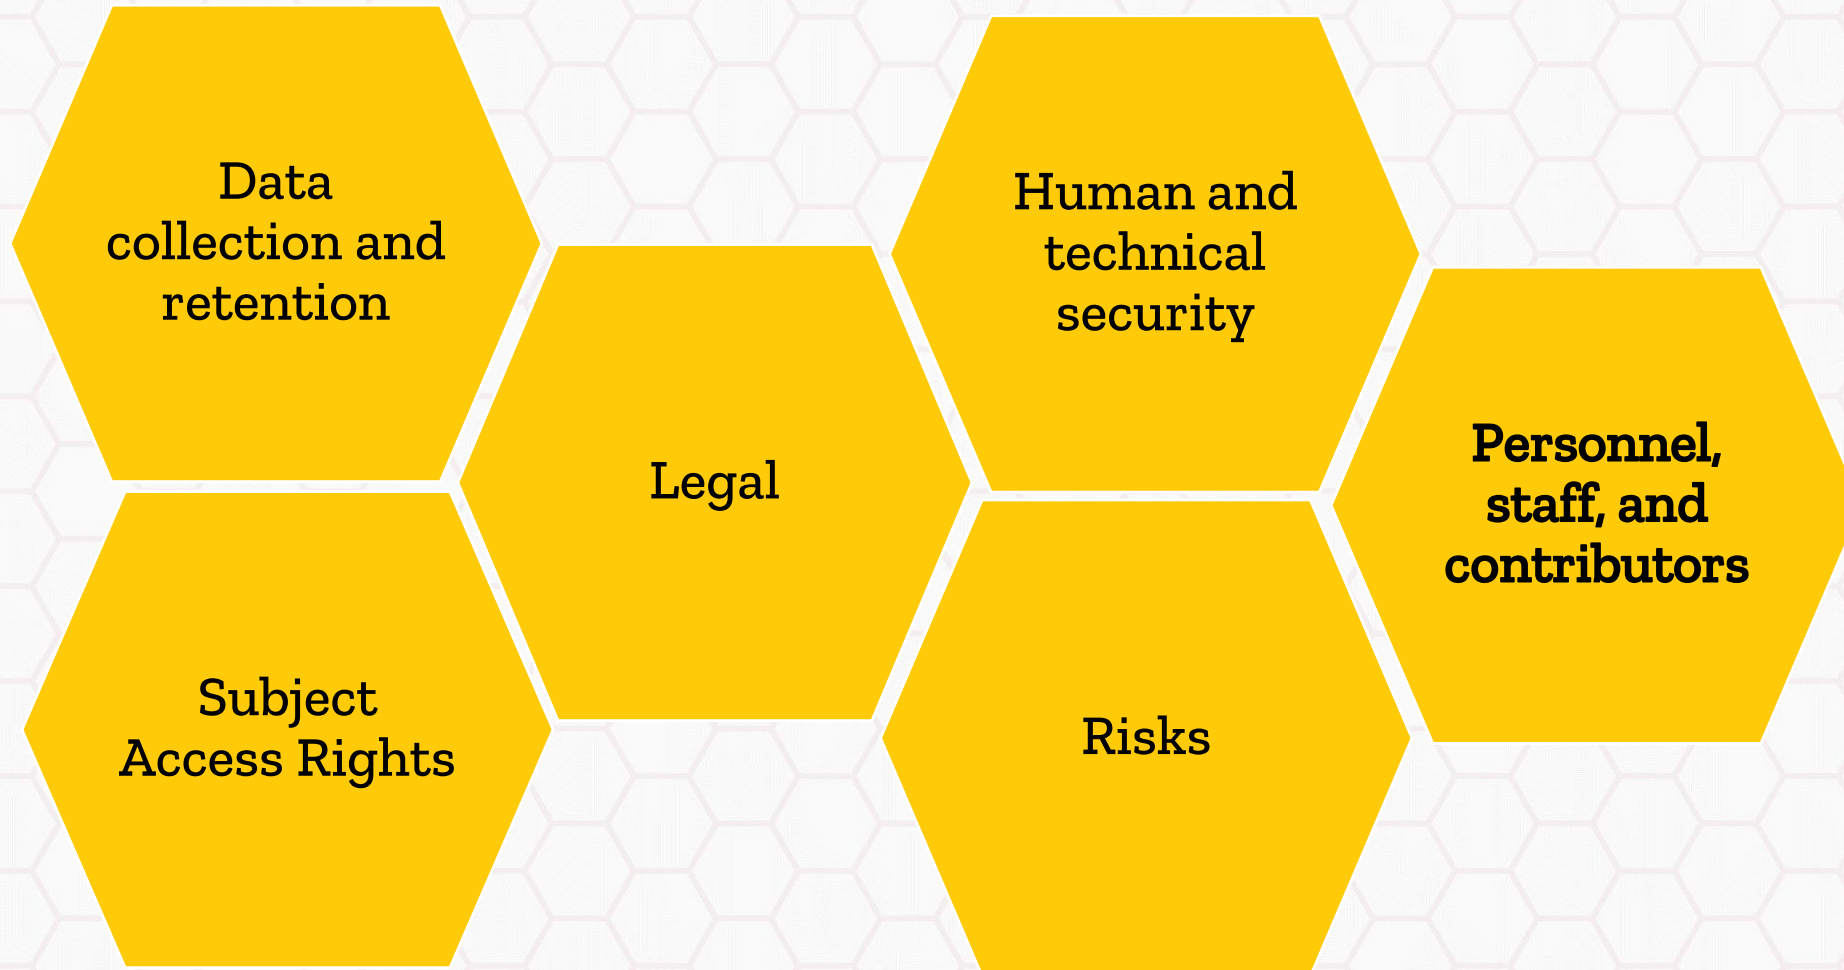 Data
collection and
retention
Subject
Access Rights
Legal
Human and
technical
security
Risks
Personnel,
staff, and
contributors